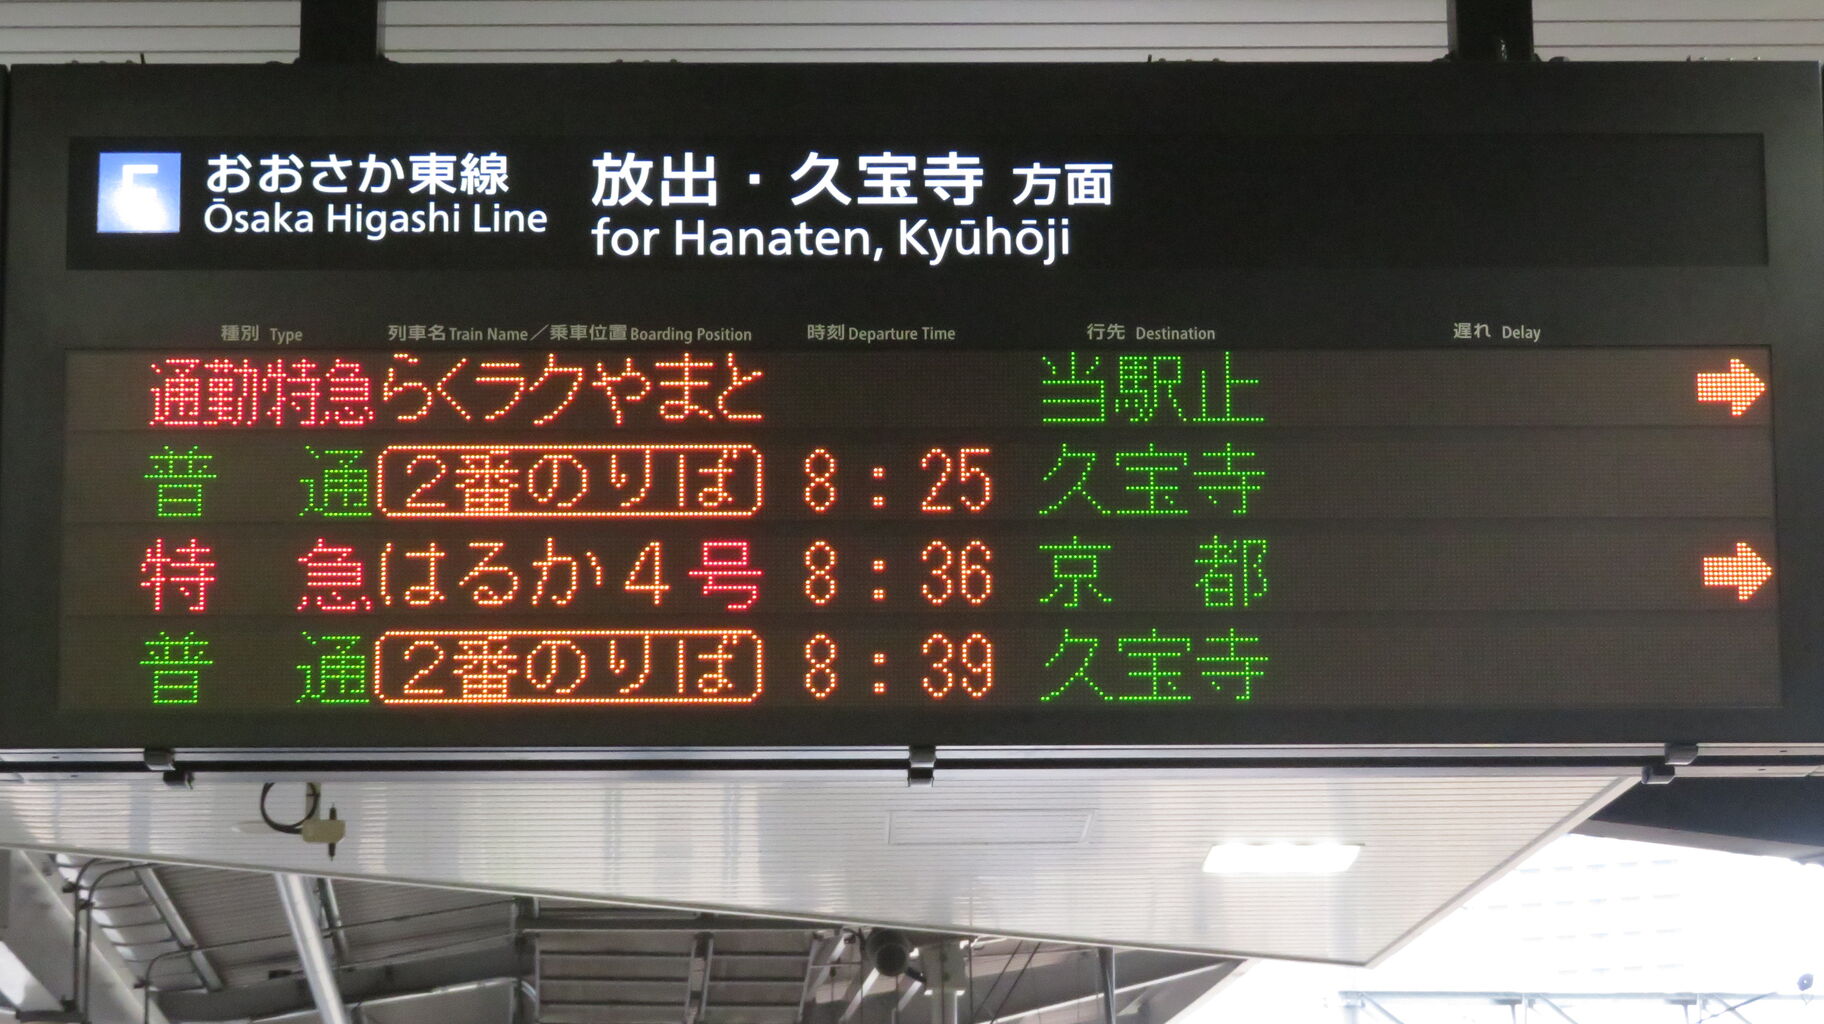 F おおさか東線 放出・久宝寺 方面
Ōsaka Higashi Line for Hanaten, Kyūhōji
種別 Type 列車名 Train Name／乗車位置 Boarding Position 時刻 Departure Time 行先 Destination 遅れ Delay
通勤特急 らくラクやまと 当駅止
普通 2番のりば 8:25 久宝寺
特急 はるか4号 8:36 京都
普通 2番のりば 8:39 久宝寺